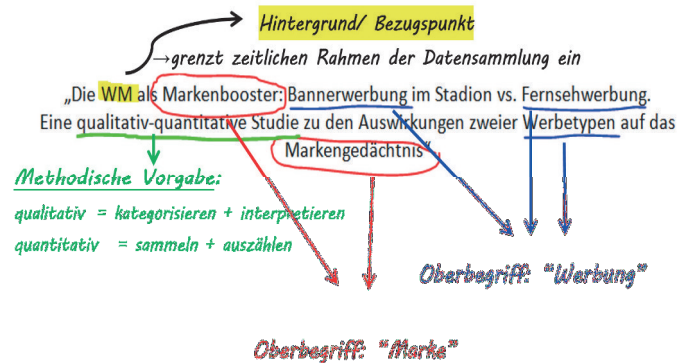 Hintergrund/ Bezugspunkt
→grenzt zeitlichen Rahmen der Datensammlung ein
„Die WM als Markenbooster: Bannerwerbung im Stadion vs. Fernsehwerbung.
Eine qualitativ-quantitative Studie zu den Auswirkungen zweier Werbetypen auf das
Markengedächtnis“
Methodische Vorgabe:
qualitativ = kategorisieren + interpretieren
quantitativ = sammeln + auszählen
Oberbegriff: “Werbung”
Oberbegriff: “Marke”